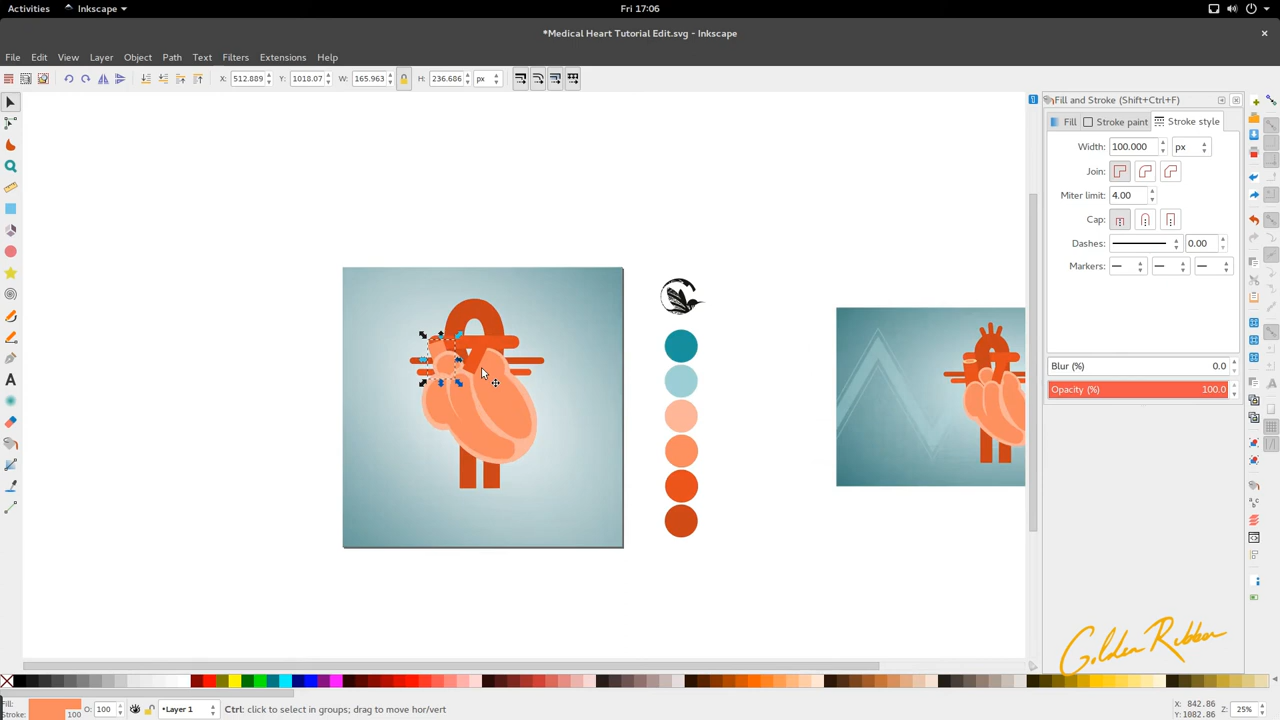 Activities Inkscape Fri 17:06
*Medical Heart Tutorial Edit.svg - Inkscape
File Edit View Layer Object Path Text Filters Extensions Help
X: 512.889 Y: 1018.07 W: 165.963 H: 236.686 px
Fill and Stroke (Shift+Ctrl+F)
Fill Stroke paint Stroke style
Width: 100.000 px
Join:
Miter limit: 4.00
Cap:
Dashes: 0.00
Markers:
Blur (%) 0.0
Opacity (%) 100.0
Golden Ribbon
Fill: 100 O: 100 Layer 1 Ctrl: click to select in groups; drag to move hor/vert X: 842.86 Z: 25%
Stroke: Y: 1082.86